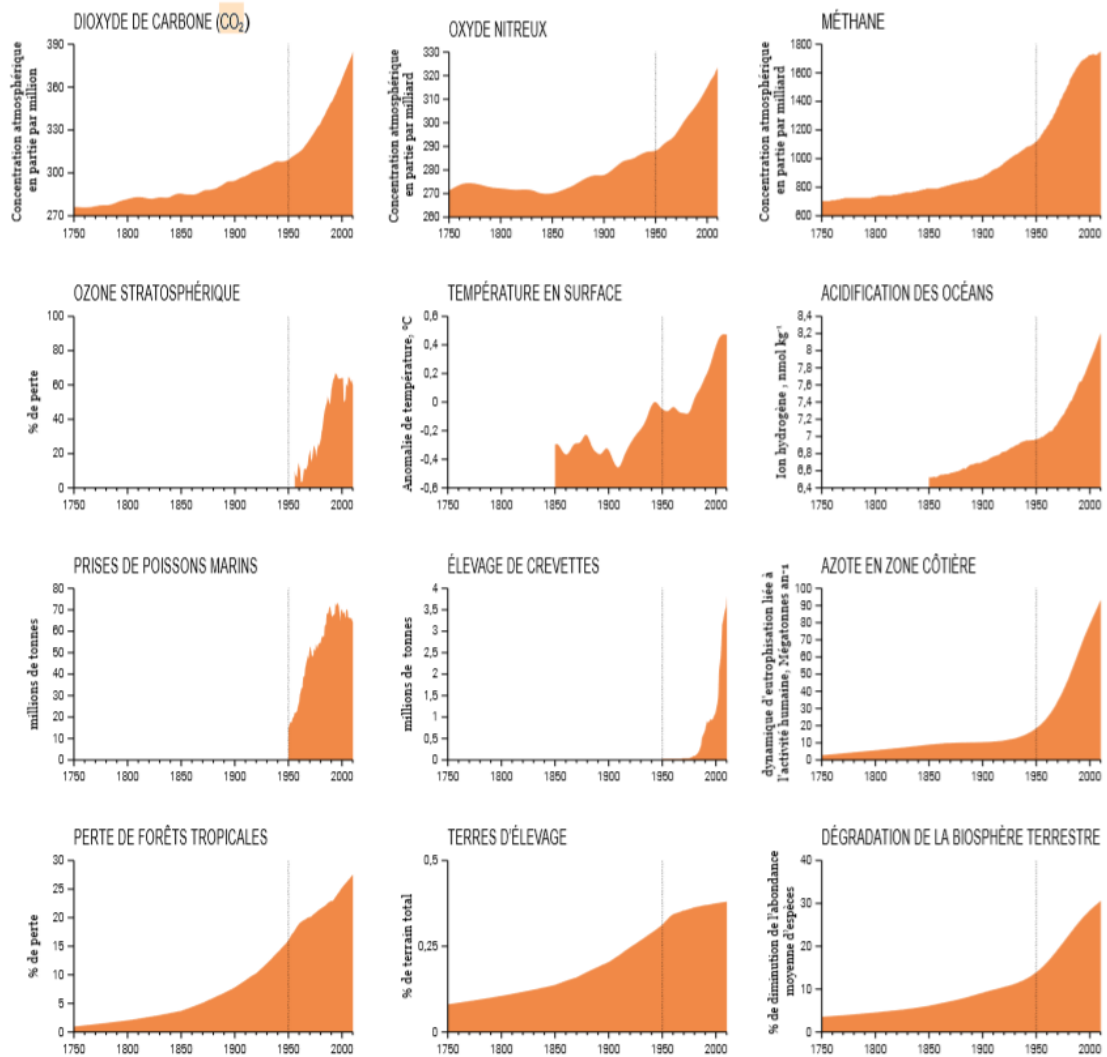 DIOXYDE DE CARBONE (CO₂)
Concentration atmosphérique
en partie par million
390
360
330
300
270
1750 1800 1850 1900 1950 2000
OXYDE NITREUX
Concentration atmosphérique
en partie par milliard
330
320
310
300
290
280
270
260
1750 1800 1850 1900 1950 2000
MÉTHANE
Concentration atmosphérique
en partie par milliard
1800
1600
1400
1200
1000
800
600
1750 1800 1850 1900 1950 2000
OZONE STRATOSPHÉRIQUE
% de perte
100
80
60
40
20
0
1750 1800 1850 1900 1950 2000
TEMPÉRATURE EN SURFACE
Anomalie de température, °C
0,6
0,4
0,2
0
-0,2
-0,4
-0,6
1750 1800 1850 1900 1950 2000
ACIDIFICATION DES OCÉANS
Ion hydrogène , nmol kg⁻¹
8,4
8,2
8
7,8
7,6
7,4
7,2
7
6,8
6,6
6,4
1750 1800 1850 1900 1950 2000
PRISES DE POISSONS MARINS
millions de tonnes
80
70
60
50
40
30
20
10
0
1750 1800 1850 1900 1950 2000
ÉLEVAGE DE CREVETTES
millions de tonnes
4
3,5
3
2,5
2
1,5
1
0,5
0
1750 1800 1850 1900 1950 2000
AZOTE EN ZONE CÔTIÈRE
dynamique d'eutrophisation liée à
l'activité humaine, Mégatonnes an-1
100
90
80
70
60
50
40
30
20
10
0
1750 1800 1850 1900 1950 2000
PERTE DE FORÊTS TROPICALES
% de perte
30
25
20
15
10
5
0
1750 1800 1850 1900 1950 2000
TERRES D'ÉLEVAGE
% de terrain total
0,5
0,25
0
1750 1800 1850 1900 1950 2000
DÉGRADATION DE LA BIOSPHÈRE TERRESTRE
% de diminution de l'abondance
moyenne d'espèces
40
30
20
10
0
1750 1800 1850 1900 1950 2000